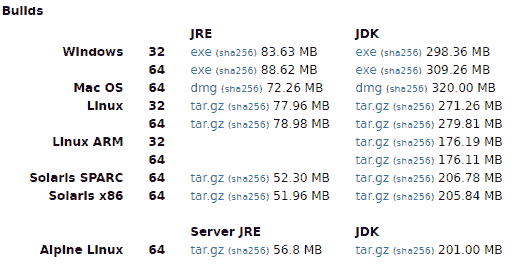 Builds
JRE JDK
Windows 32 exe (sha256) 83.63 MB exe (sha256) 298.36 MB
64 exe (sha256) 88.62 MB exe (sha256) 309.26 MB
Mac OS 64 dmg (sha256) 72.26 MB dmg (sha256) 320.00 MB
Linux 32 tar.gz (sha256) 77.96 MB tar.gz (sha256) 271.26 MB
64 tar.gz (sha256) 78.98 MB tar.gz (sha256) 279.81 MB
Linux ARM 32 tar.gz (sha256) 176.19 MB
64 tar.gz (sha256) 176.11 MB
Solaris SPARC 64 tar.gz (sha256) 52.30 MB tar.gz (sha256) 206.78 MB
Solaris x86 64 tar.gz (sha256) 51.96 MB tar.gz (sha256) 205.84 MB
Server JRE JDK
Alpine Linux 64 tar.gz (sha256) 56.8 MB tar.gz (sha256) 201.00 MB